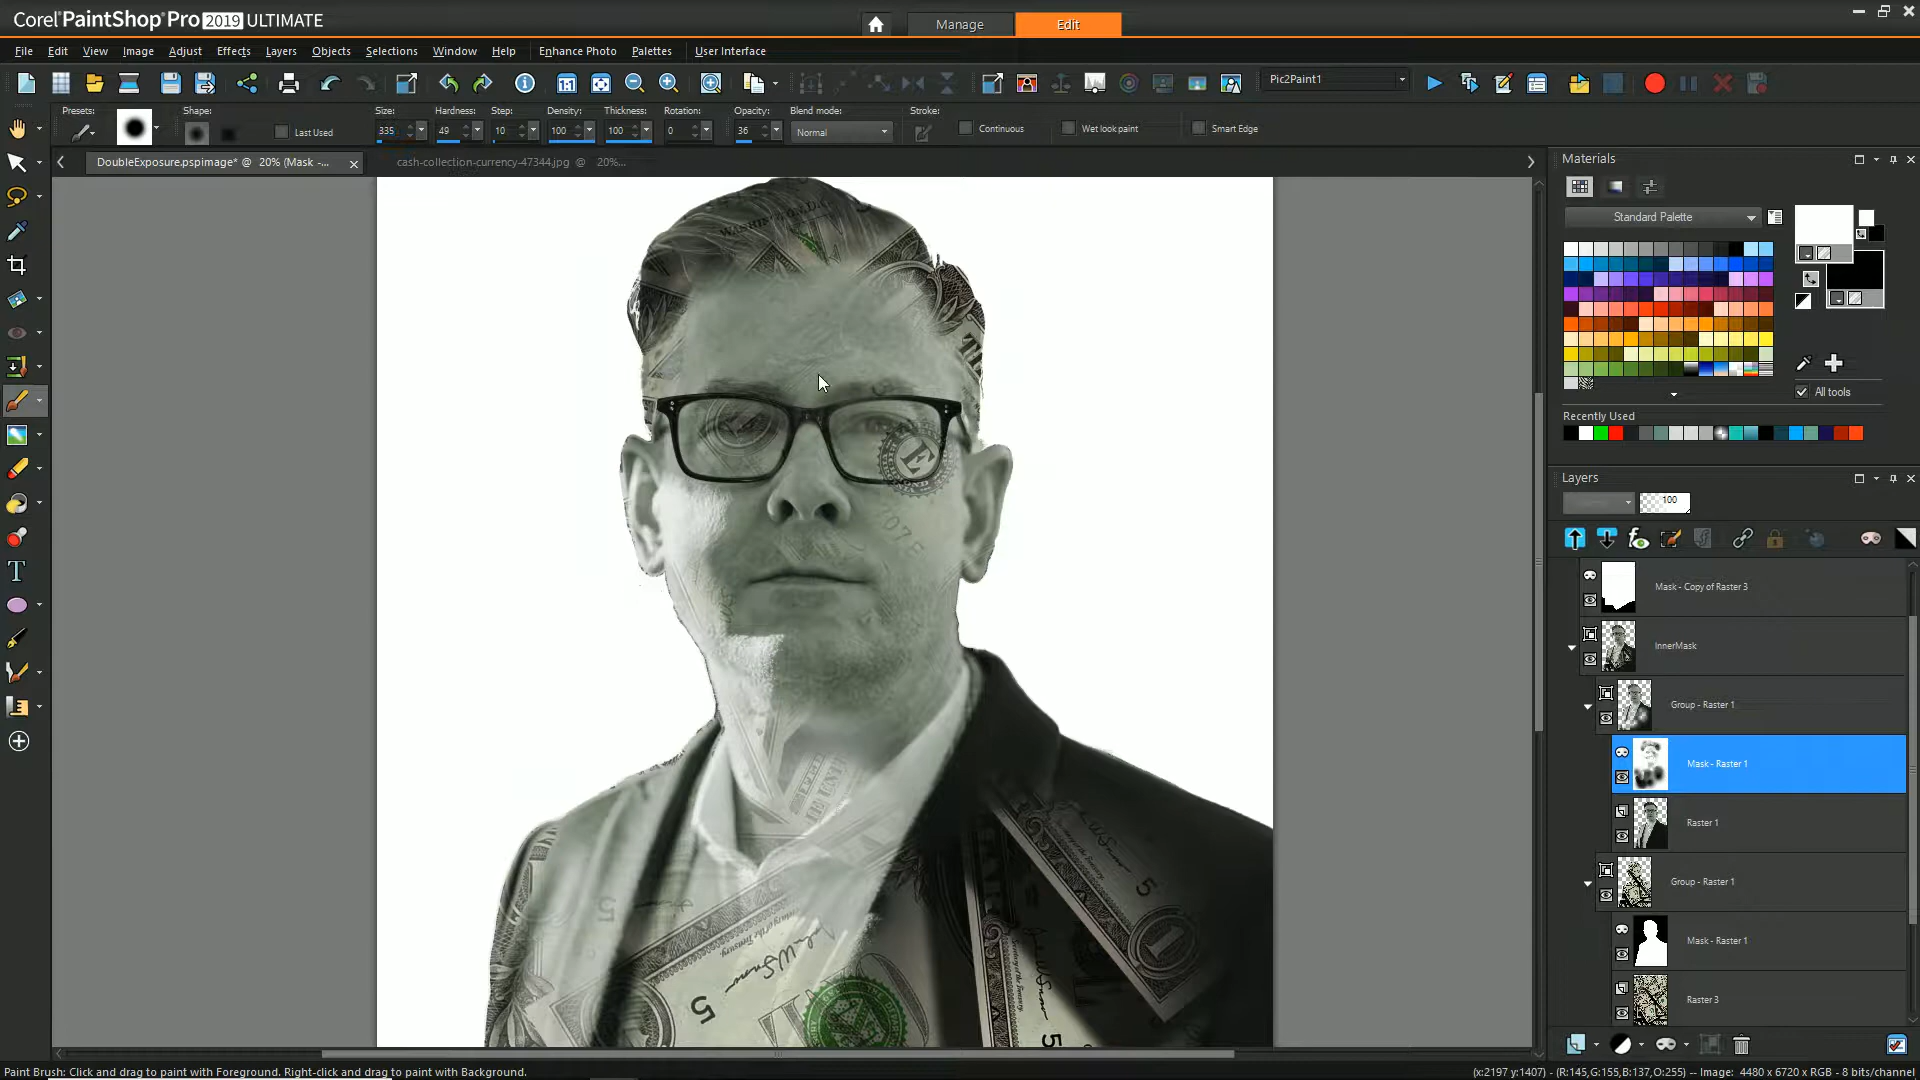 Corel PaintShop Pro 2019 ULTIMATE
Manage
Edit
File Edit View Image Adjust Effects Layers Objects Selections Window Help Enhance Photo Palettes User Interface
Pic2Paint1
Presets:
Shape:
Last Used
Size:
335
Hardness:
49
Step:
10
Density:
100
Thickness:
100
Rotation:
0
Opacity:
36
Blend mode:
Normal
Stroke:
Continuous
Wet look paint
Smart Edge
DoubleExposure.pspimage* @ 20% (Mask -...
cash-collection-currency-47344.jpg @ 20%...
Materials
Standard Palette
All tools
Recently Used
Layers
100
Mask - Copy of Raster 3
InnerMask
Group - Raster 1
Mask - Raster 1
Raster 1
Group - Raster 1
Mask - Raster 1
Raster 3
E
5
5
1
5
Paint Brush: Click and drag to paint with Foreground. Right-click and drag to paint with Background.
(x:2197 y:1407) -- (R:145,G:155,B:137,O:255) -- Image: 4480 x 6720 x RGB - 8 bits/channel